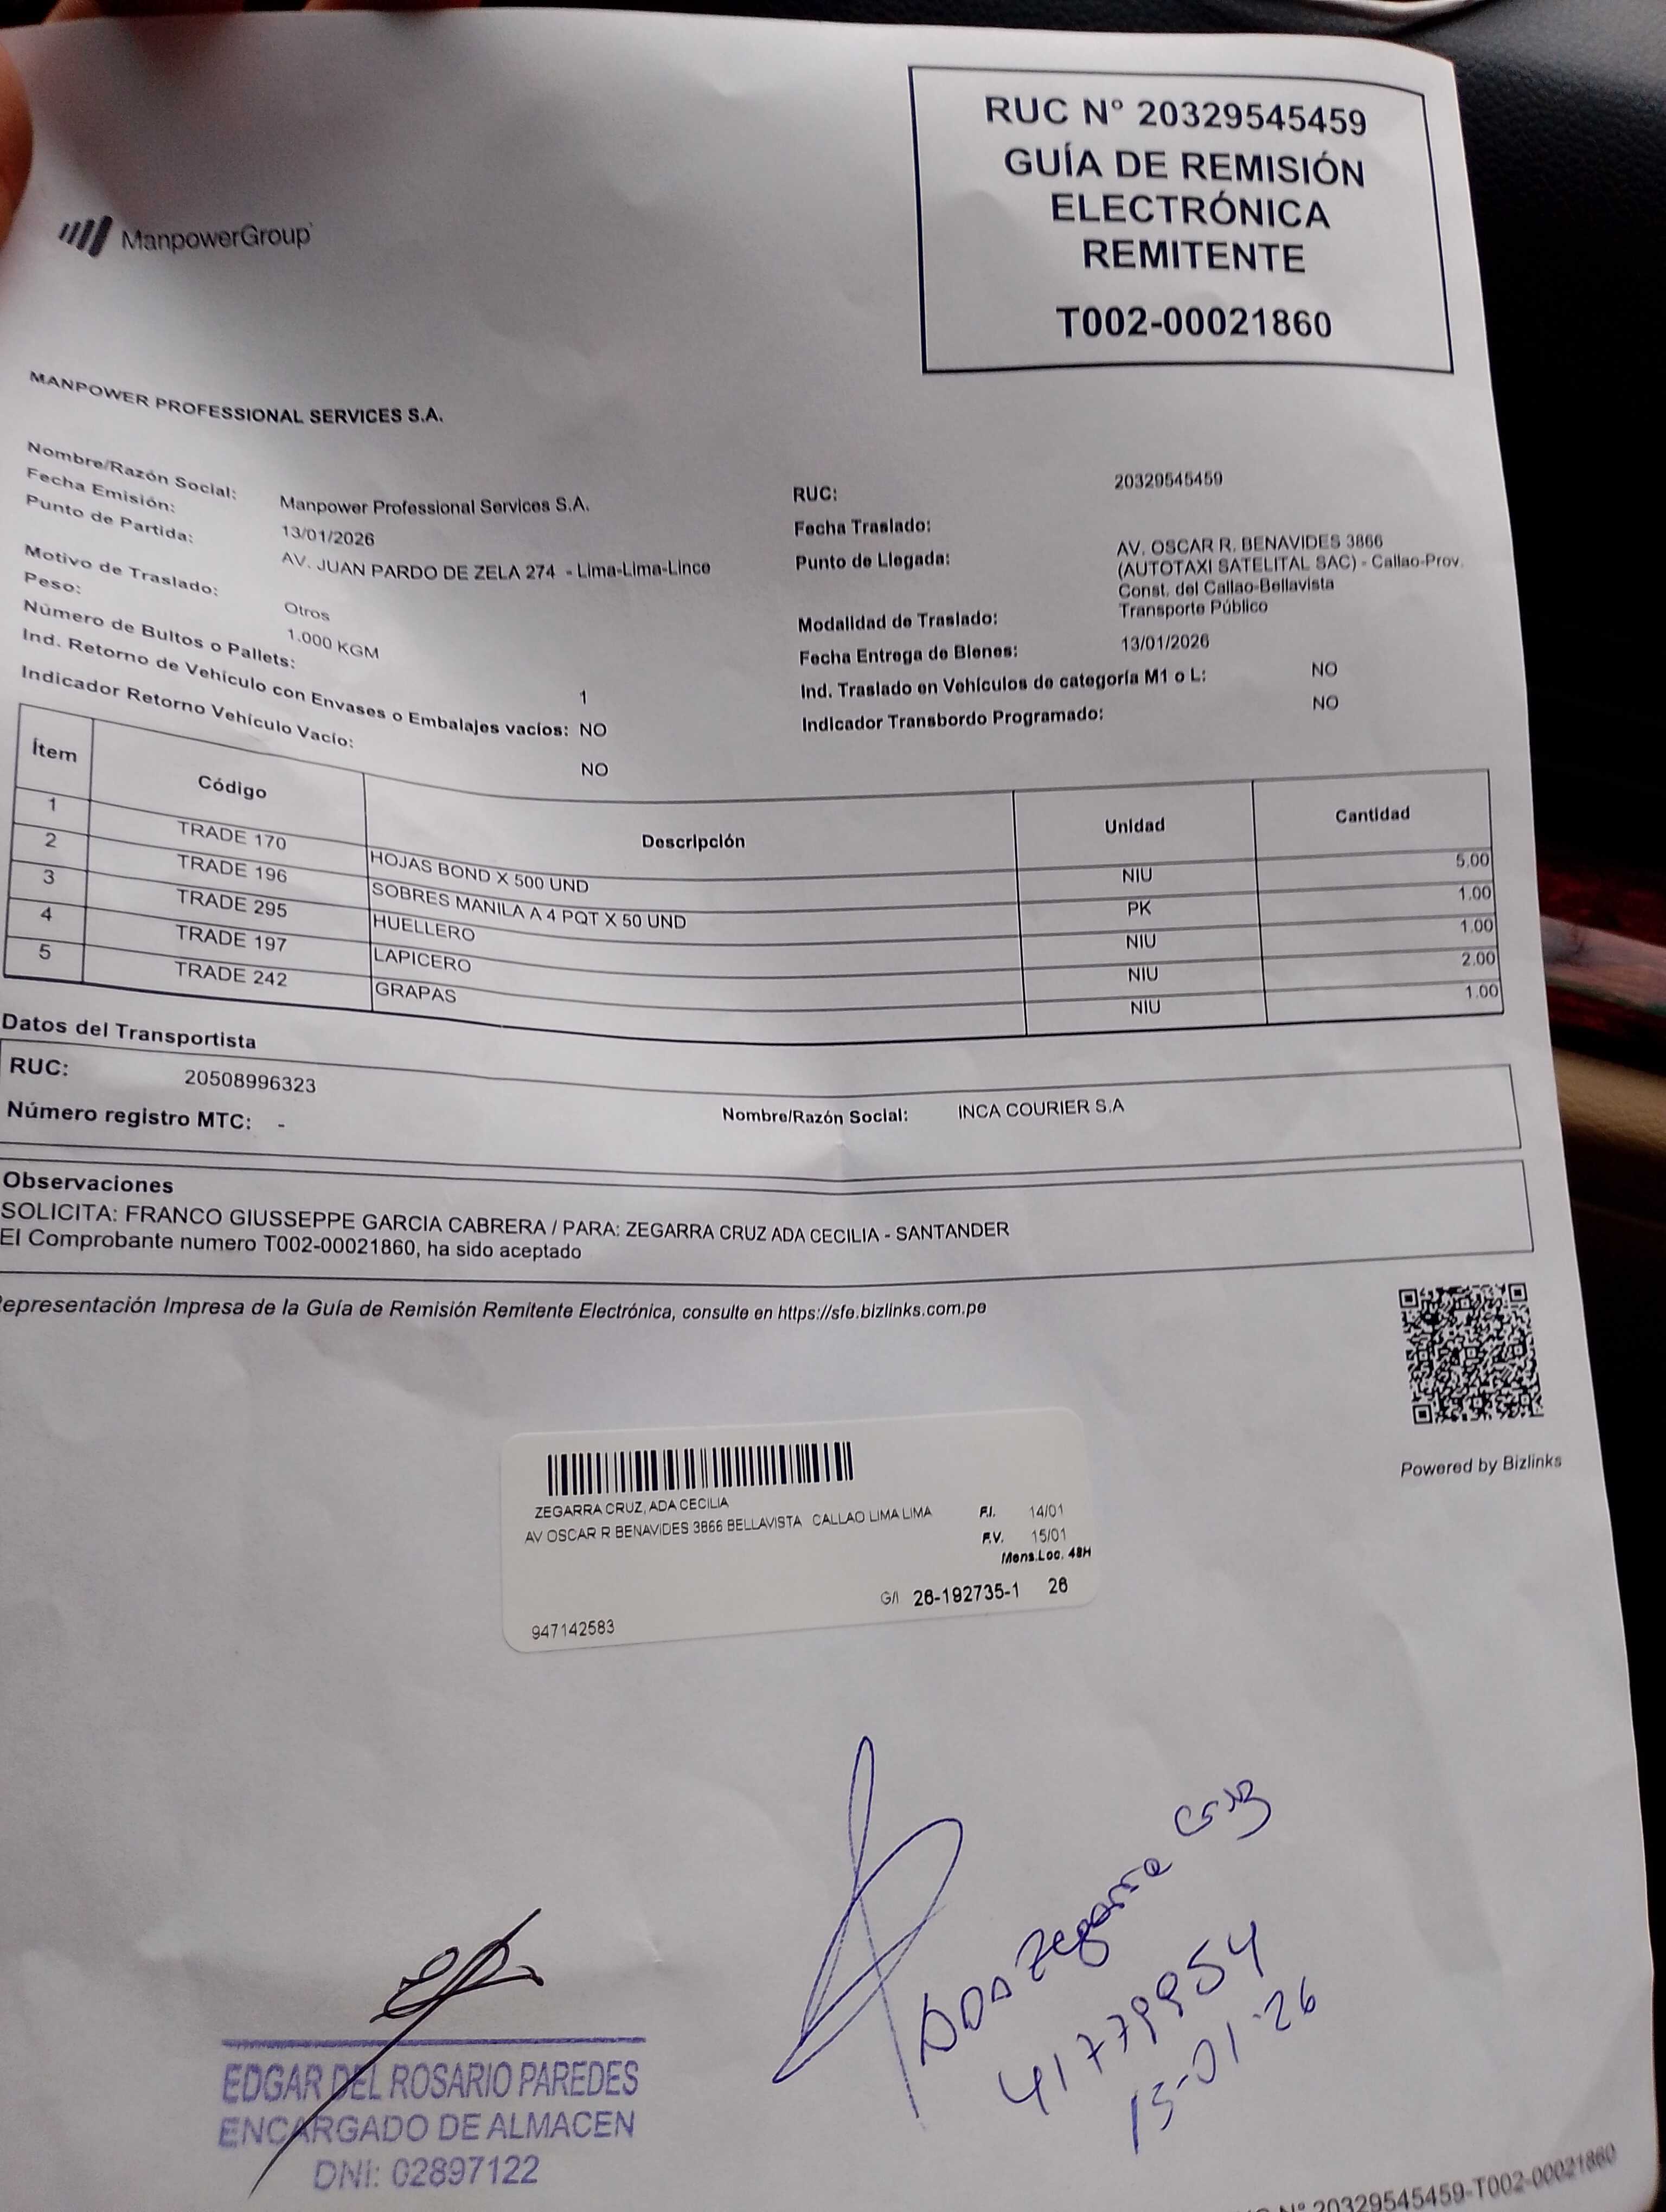 RUC N° 20329545459
GUÍA DE REMISIÓN
ELECTRÓNICA
REMITENTE
T002-00021860
ManpowerGroup
MANPOWER PROFESSIONAL SERVICES S.A.
Nombre/Razón Social: Manpower Professional Services S.A.
Fecha Emisión: 13/01/2026
Punto de Partida: AV. JUAN PARDO DE ZELA 274 - Lima-Lima-Lince
Motivo de Traslado: Otros
Peso: 1.000 KGM
Número de Bultos o Pallets: 1
Ind. Retorno de Vehículo con Envases o Embalajes vacíos: NO
Indicador Retorno Vehículo Vacío: NO
RUC: 20329545459
Fecha Traslado:
Punto de Llegada: AV. OSCAR R. BENAVIDES 3866
(AUTOTAXI SATELITAL SAC) - Callao-Prov.
Const. del Callao-Bellavista
Modalidad de Traslado: Transporte Público
Fecha Entrega de Bienes: 13/01/2026
Ind. Traslado en Vehículos de categoría M1 o L: NO
Indicador Transbordo Programado: NO
Ítem Código Descripción Unidad Cantidad
1 TRADE 170 HOJAS BOND X 500 UND NIU 5.00
2 TRADE 196 SOBRES MANILA A 4 PQT X 50 UND PK 1.00
3 TRADE 295 HUELLERO NIU 1.00
4 TRADE 197 LAPICERO NIU 2.00
5 TRADE 242 GRAPAS NIU 1.00
Datos del Transportista
RUC: 20508996323 Nombre/Razón Social: INCA COURIER S.A
Número registro MTC: -
Observaciones
SOLICITA: FRANCO GIUSSEPPE GARCIA CABRERA / PARA: ZEGARRA CRUZ ADA CECILIA - SANTANDER
El Comprobante numero T002-00021860, ha sido aceptado
Representación Impresa de la Guía de Remisión Remitente Electrónica, consulte en https://sfe.bizlinks.com.pe
Powered by Bizlinks
ZEGARRA CRUZ, ADA CECILIA
AV OSCAR R BENAVIDES 3866 BELLAVISTA CALLAO LIMA LIMA
F.I. 14/01
F.V. 15/01
Mens.Loc. 48H
G/I 26-192735-1 26
947142583
ADA Zegarra Cruz
41779954
15-01-26
EDGAR DEL ROSARIO PAREDES
ENCARGADO DE ALMACEN
DNI: 02897122
N° 20329545459-T002-00021860